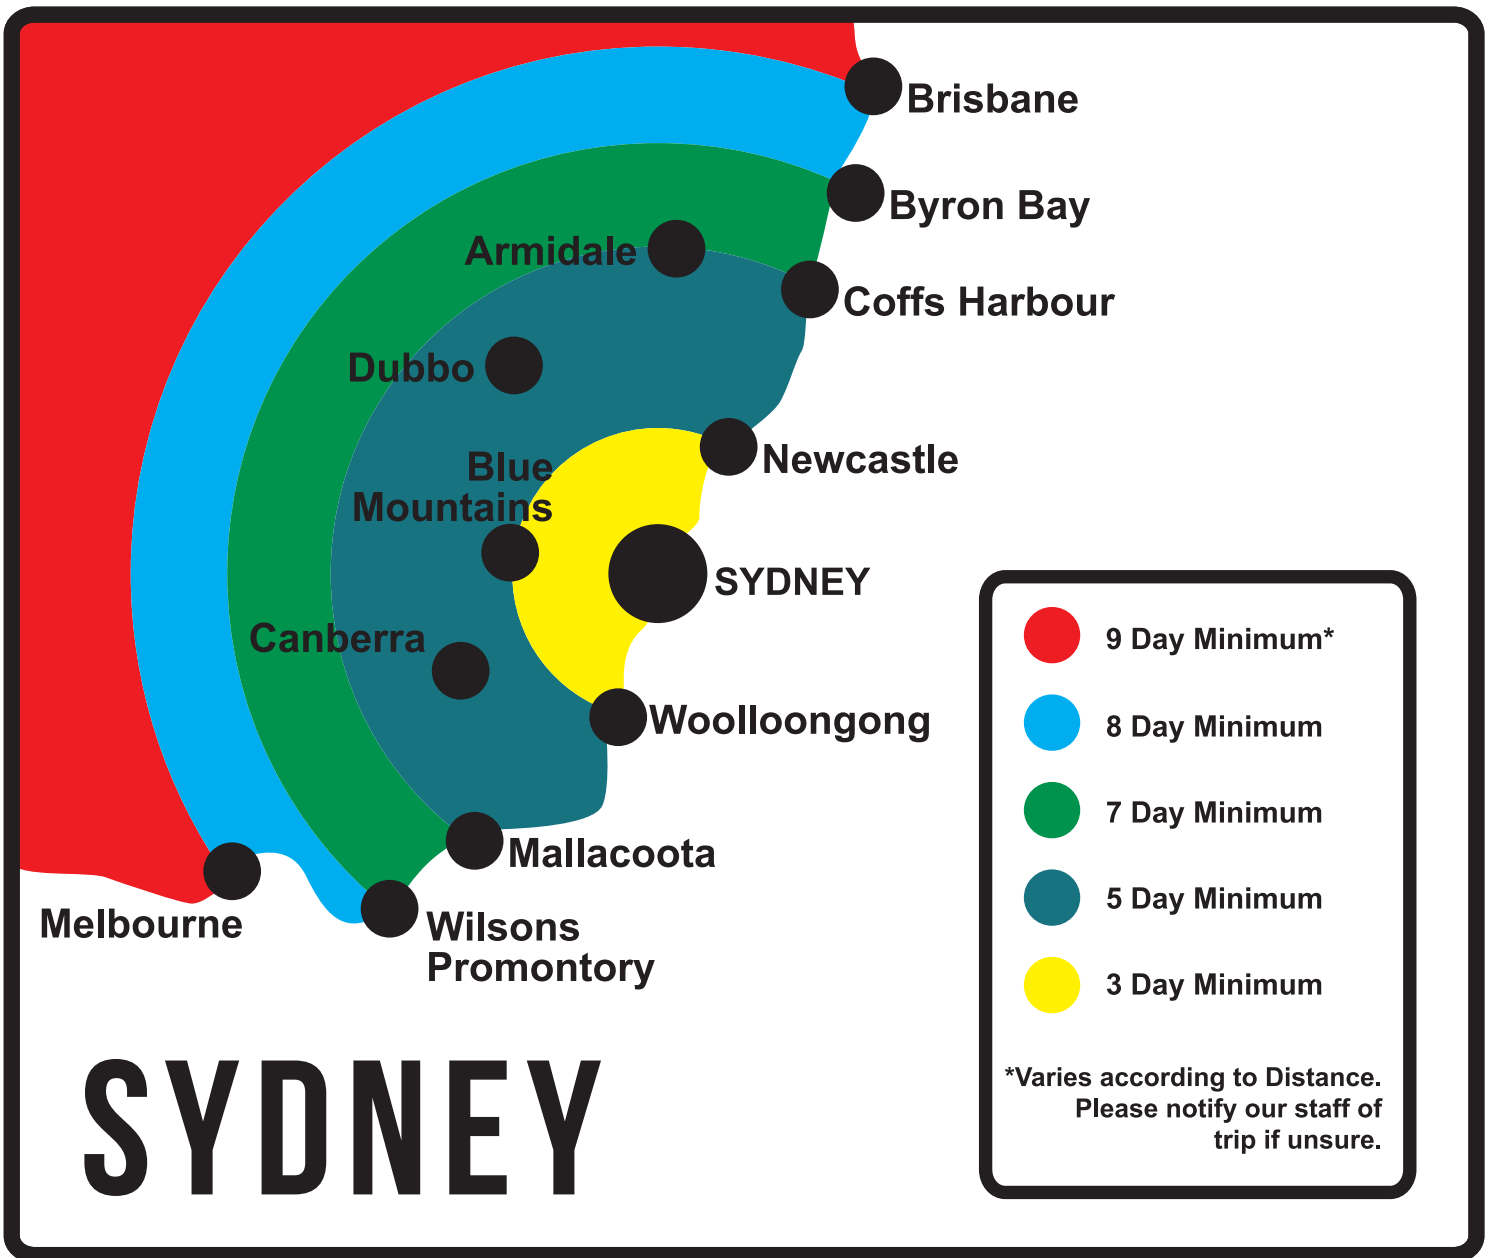 Brisbane
Byron Bay
Armidale
Coffs Harbour
Dubbo
Newcastle
Blue
Mountains
SYDNEY
Canberra
Woolloongong
Mallacoota
Melbourne
Wilsons
Promontory
SYDNEY
9 Day Minimum*
8 Day Minimum
7 Day Minimum
5 Day Minimum
3 Day Minimum
*Varies according to Distance.
Please notify our staff of
trip if unsure.